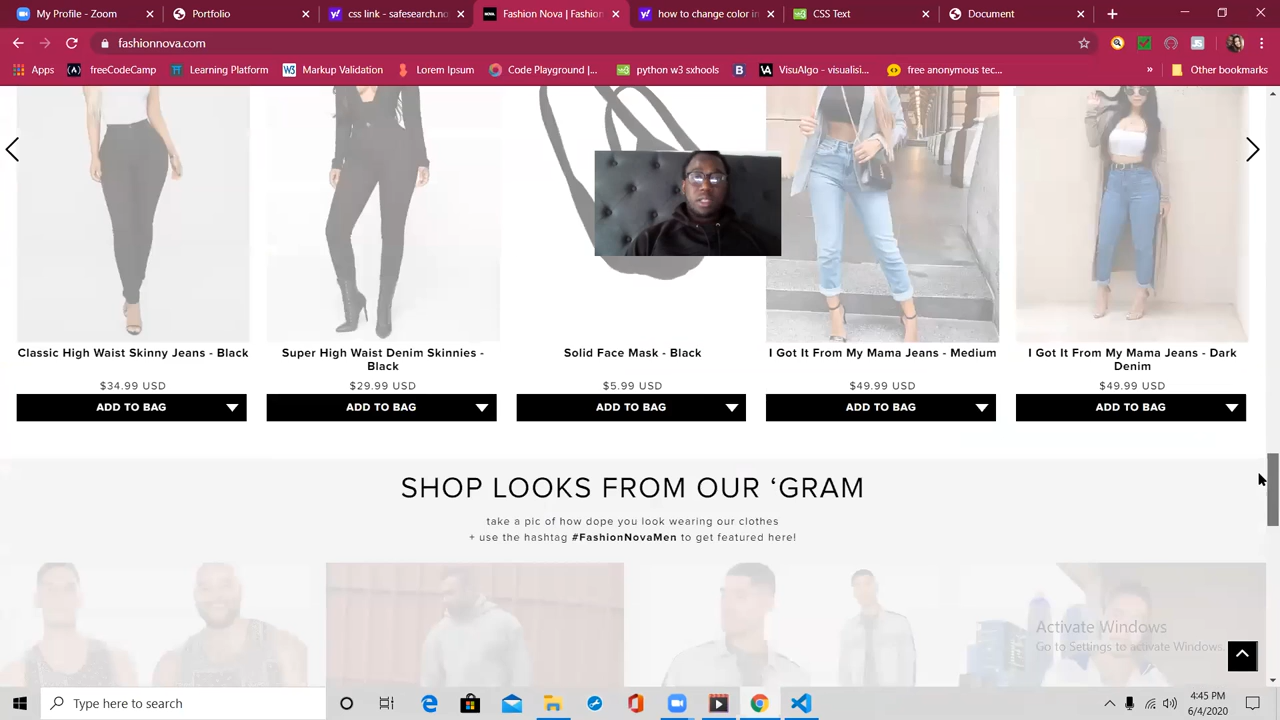 My Profile - Zoom
Portfolio
css link - safesearch.no
Fashion Nova | Fashion
how to change color in
CSS Text
Document
fashionnova.com
Apps
freeCodeCamp
Learning Platform
Markup Validation
Lorem Ipsum
Code Playground |...
python w3 sxhools
VisuAlgo - visualisi...
free anonymous tec...
»
Other bookmarks
Classic High Waist Skinny Jeans - Black
$34.99 USD
ADD TO BAG
Super High Waist Denim Skinnies -
Black
$29.99 USD
ADD TO BAG
Solid Face Mask - Black
$5.99 USD
ADD TO BAG
I Got It From My Mama Jeans - Medium
$49.99 USD
ADD TO BAG
I Got It From My Mama Jeans - Dark
Denim
$49.99 USD
ADD TO BAG
SHOP LOOKS FROM OUR ‘GRAM
take a pic of how dope you look wearing our clothes
+ use the hashtag #FashionNovaMen to get featured here!
Activate Windows
Go to Settings to activate Windows.
Type here to search
4:45 PM
6/4/2020